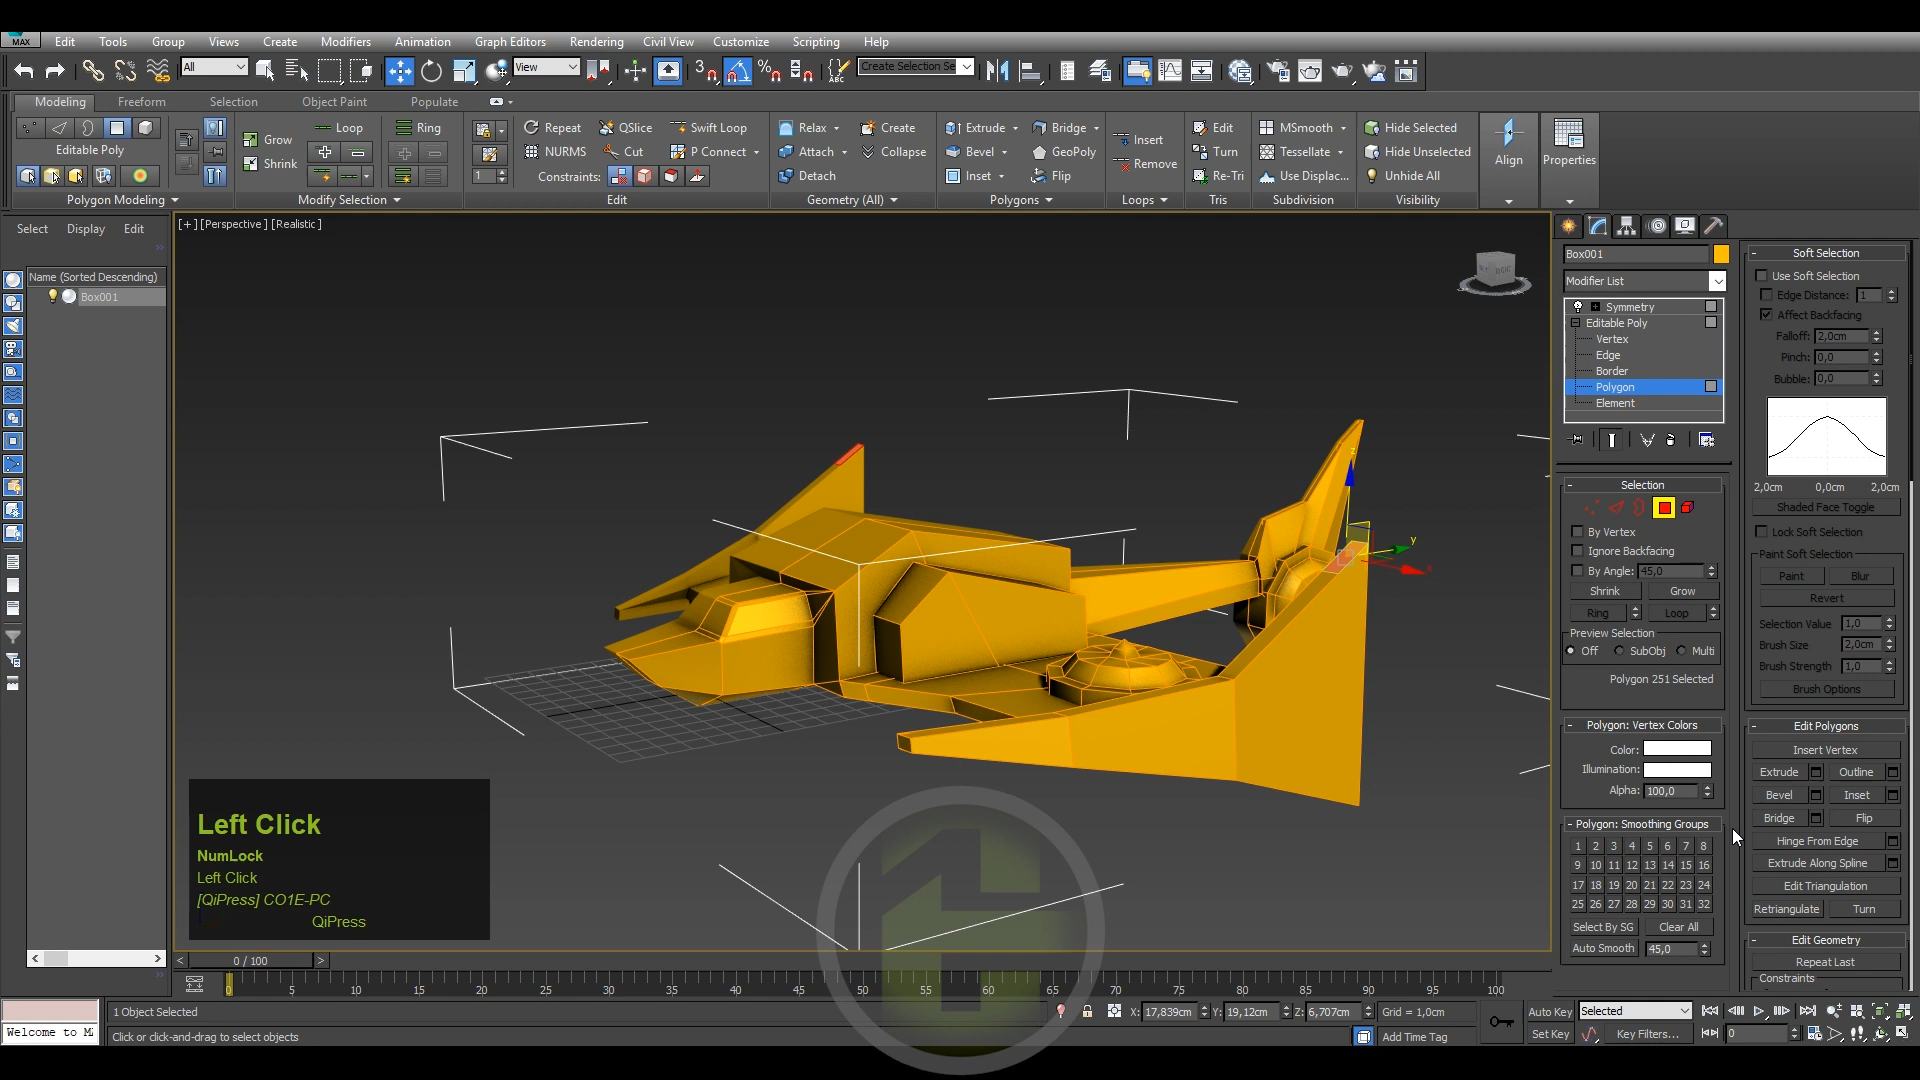 MAX Edit Tools Group Views Create Modifiers Animation Graph Editors Rendering Civil View Customize Scripting Help
All View 3 % ABC Create Selection Se
Modeling Freeform Selection Object Paint Populate
Editable Poly
Polygon Modeling
Grow Loop Ring
Shrink
Modify Selection
1
Repeat QSlice Swift Loop
NURMS Cut P Connect
Constraints:
Edit
Relax Create
Attach Collapse
Detach
Geometry (All)
Extrude Bridge
Bevel GeoPoly
Inset Flip
Polygons
Insert
Remove
Loops
Edit
Turn
Re-Tri
Tris
MSmooth
Tessellate
Use Displac...
Subdivision
Hide Selected
Hide Unselected
Unhide All
Visibility
Align
Properties
Select Display Edit
Name (Sorted Descending)
Box001
[+] [Perspective ] [Realistic ]
z
y
x
Left Click
NumLock
Left Click
[QiPress] CO1E-PC
QiPress
Box001
Modifier List
Symmetry
Editable Poly
Vertex
Edge
Border
Polygon
Element
- Selection
By Vertex
Ignore Backfacing
By Angle: 45,0
Shrink Grow
Ring Loop
Preview Selection
Off SubObj Multi
Polygon 251 Selected
- Polygon: Vertex Colors
Color:
Illumination:
Alpha: 100,0
- Polygon: Smoothing Groups
1 2 3 4 5 6 7 8
9 10 11 12 13 14 15 16
17 18 19 20 21 22 23 24
25 26 27 28 29 30 31 32
Select By SG Clear All
Auto Smooth 45,0
- Soft Selection
Use Soft Selection
Edge Distance: 1
Affect Backfacing
Falloff: 2,0cm
Pinch: 0,0
Bubble: 0,0
2,0cm 0,0cm 2,0cm
Shaded Face Toggle
Lock Soft Selection
Paint Soft Selection
Paint Blur
Revert
Selection Value 1,0
Brush Size 2,0cm
Brush Strength 1,0
Brush Options
- Edit Polygons
Insert Vertex
Extrude Outline
Bevel Inset
Bridge Flip
Hinge From Edge
Extrude Along Spline
Edit Triangulation
Retriangulate Turn
- Edit Geometry
Repeat Last
Constraints
< 0 / 100 >
0 5 10 15 20 25 30 35 40 45 50 55 60 65 70 75 80 85 90 95 100
1 Object Selected X: 17,839cm Y: 19,12cm Z: 6,707cm Grid = 1,0cm Auto Key Selected
Welcome to M Click or click-and-drag to select objects Add Time Tag Set Key Key Filters... 0